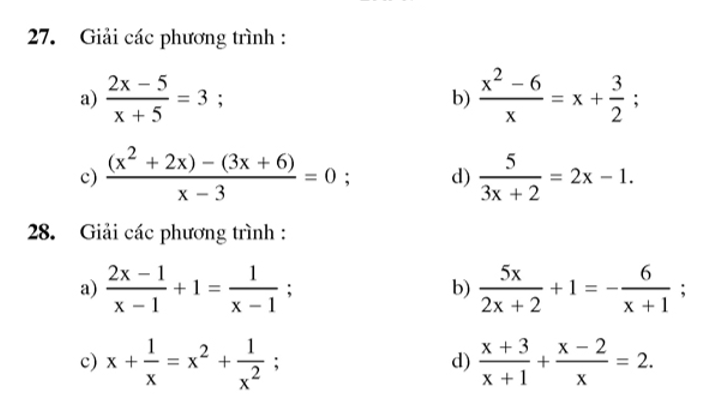 27. Giải các phương trình :
a) (2x − 5)/(x + 5) = 3 ; b) (x² − 6)/x = x + 3/2 ;
c) ((x² + 2x) − (3x + 6))/(x − 3) = 0 ; d) 5/(3x + 2) = 2x − 1.
28. Giải các phương trình :
a) (2x − 1)/(x − 1) + 1 = 1/(x − 1) ; b) 5x/(2x + 2) + 1 = −6/(x + 1) ;
c) x + 1/x = x² + 1/x² ; d) (x + 3)/(x + 1) + (x − 2)/x = 2.